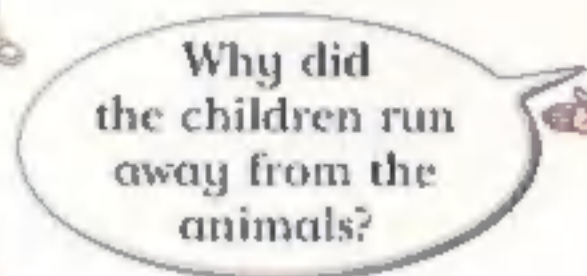 Why did
the children run
away from the
animals?